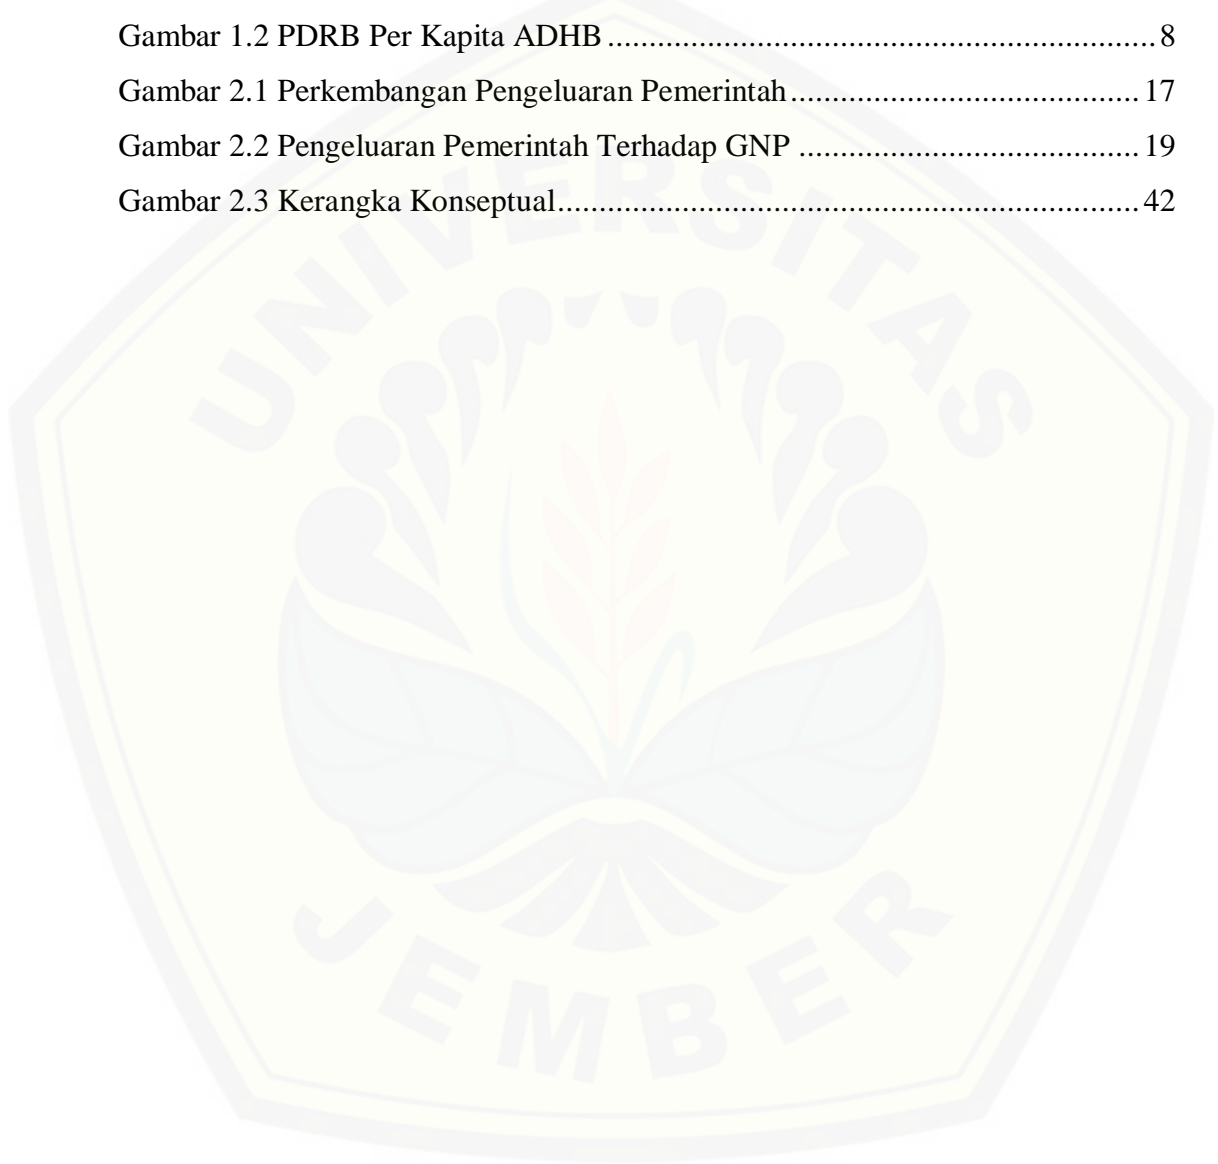 Gambar 1.2 PDRB Per Kapita ADHB ................................................................... 8
Gambar 2.1 Perkembangan Pengeluaran Pemerintah ........................................... 17
Gambar 2.2 Pengeluaran Pemerintah Terhadap GNP .......................................... 19
Gambar 2.3 Kerangka Konseptual ....................................................................... 42
UNIVERSITAS
JEMBER